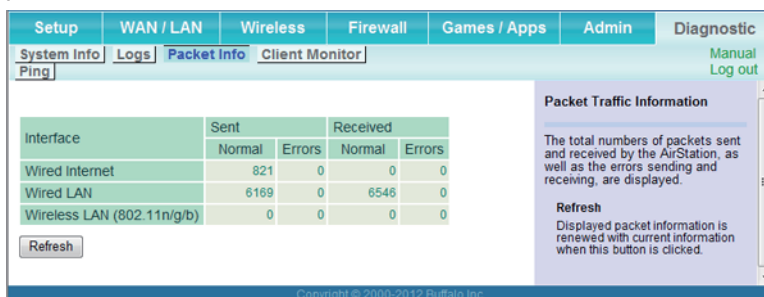 Setup WAN / LAN Wireless Firewall Games / Apps Admin Diagnostic
System Info Logs Packet Info Client Monitor
Ping
Manual
Log out
Interface Sent Received
Normal Errors Normal Errors
Wired Internet 821 0 0 0
Wired LAN 6169 0 6546 0
Wireless LAN (802.11n/g/b) 0 0 0 0
Refresh
Packet Traffic Information
The total numbers of packets sent
and received by the AirStation, as
well as the errors sending and
receiving, are displayed.
Refresh
Displayed packet information is
renewed with current information
when this button is clicked.
Copyright © 2000-2012 Buffalo Inc.